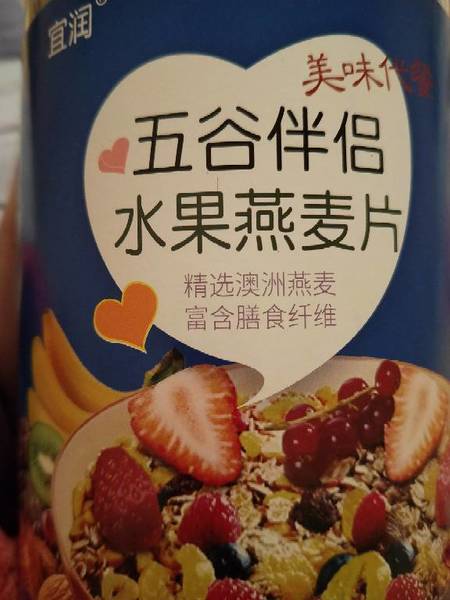 宜润®
美味代餐
五谷伴侣
水果燕麦片
精选澳洲燕麦
富含膳食纤维